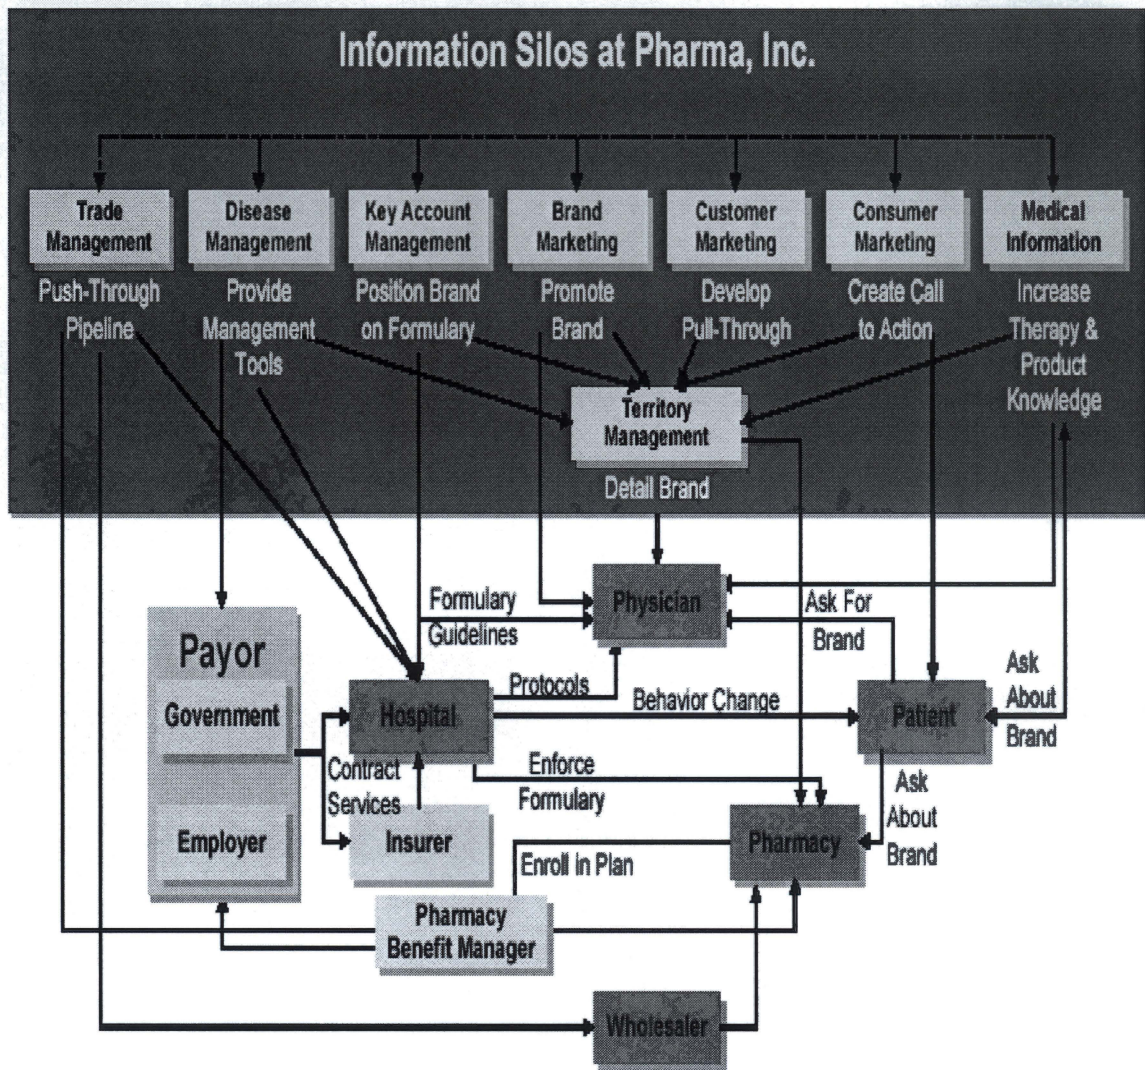 Information Silos at Pharma, Inc.
Trade
Management
Disease
Management
Key Account
Management
Brand
Marketing
Customer
Marketing
Consumer
Marketing
Medical
Information
Push-Through
Pipeline
Provide
Management
Tools
Position Brand
on Formulary
Promote
Brand
Develop
Pull-Through
Create Call
to Action
Increase
Therapy &
Product
Knowledge
Territory
Management
Detail Brand
Physician
Formulary
Guidelines
Ask For
Brand
Payor
Government
Employer
Protocols
Hospital
Behavior Change
Patient
Ask
About
Brand
Contract
Services
Enforce
Formulary
Ask
About
Brand
Insurer
Pharmacy
Enroll in Plan
Pharmacy
Benefit Manager
Wholesaler